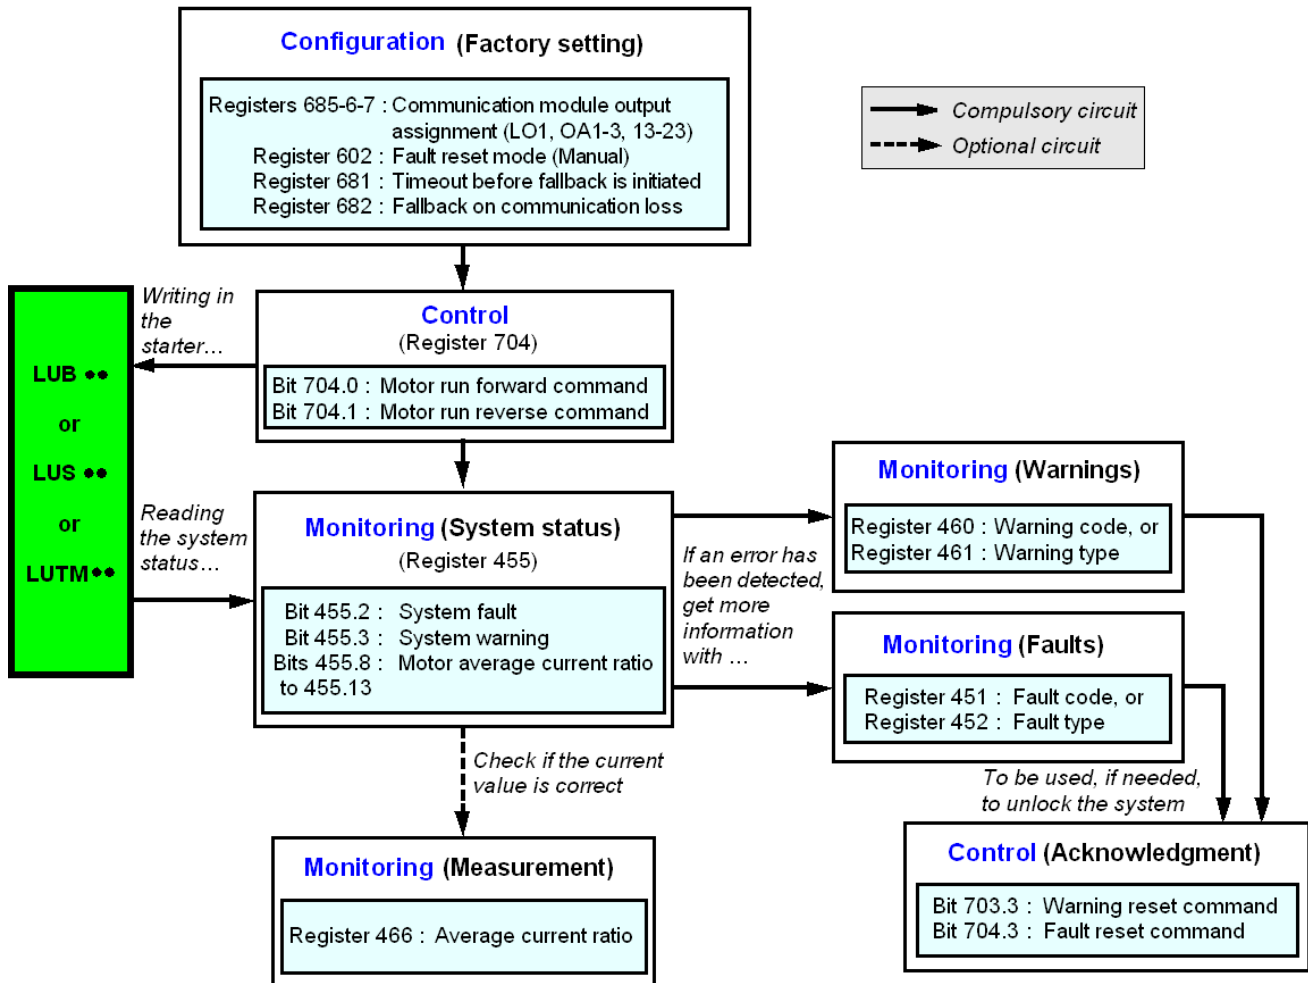 Configuration (Factory setting)
Registers 685-6-7 : Communication module output
assignment (LO1, OA1-3, 13-23)
Register 602 : Fault reset mode (Manual)
Register 681 : Timeout before fallback is initiated
Register 682 : Fallback on communication loss
Compulsory circuit
Optional circuit
Writing in
the
starter...
Control
(Register 704)
Bit 704.0 : Motor run forward command
Bit 704.1 : Motor run reverse command
LUB ••
or
LUS ••
or
LUTM ••
Reading
the system
status...
Monitoring (System status)
(Register 455)
Bit 455.2 : System fault
Bit 455.3 : System warning
Bits 455.8 : Motor average current ratio
to 455.13
If an error has
been detected,
get more
information
with ...
Monitoring (Warnings)
Register 460 : Warning code, or
Register 461 : Warning type
Monitoring (Faults)
Register 451 : Fault code, or
Register 452 : Fault type
Check if the current
value is correct
To be used, if needed,
to unlock the system
Monitoring (Measurement)
Register 466 : Average current ratio
Control (Acknowledgment)
Bit 703.3 : Warning reset command
Bit 704.3 : Fault reset command